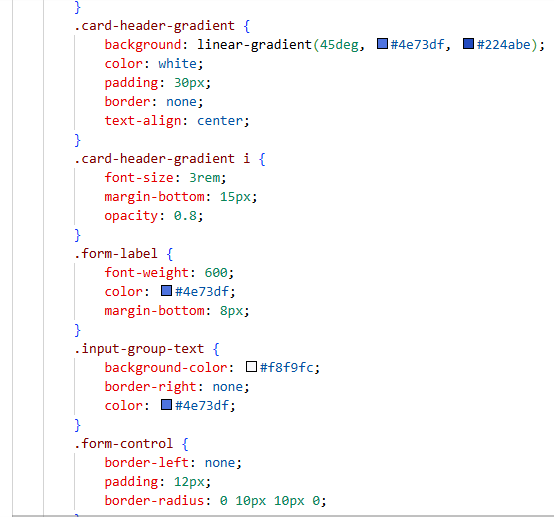 }
.card-header-gradient {
background: linear-gradient(45deg, #4e73df, #224abe);
color: white;
padding: 30px;
border: none;
text-align: center;
}
.card-header-gradient i {
font-size: 3rem;
margin-bottom: 15px;
opacity: 0.8;
}
.form-label {
font-weight: 600;
color: #4e73df;
margin-bottom: 8px;
}
.input-group-text {
background-color: #f8f9fc;
border-right: none;
color: #4e73df;
}
.form-control {
border-left: none;
padding: 12px;
border-radius: 0 10px 10px 0;
}